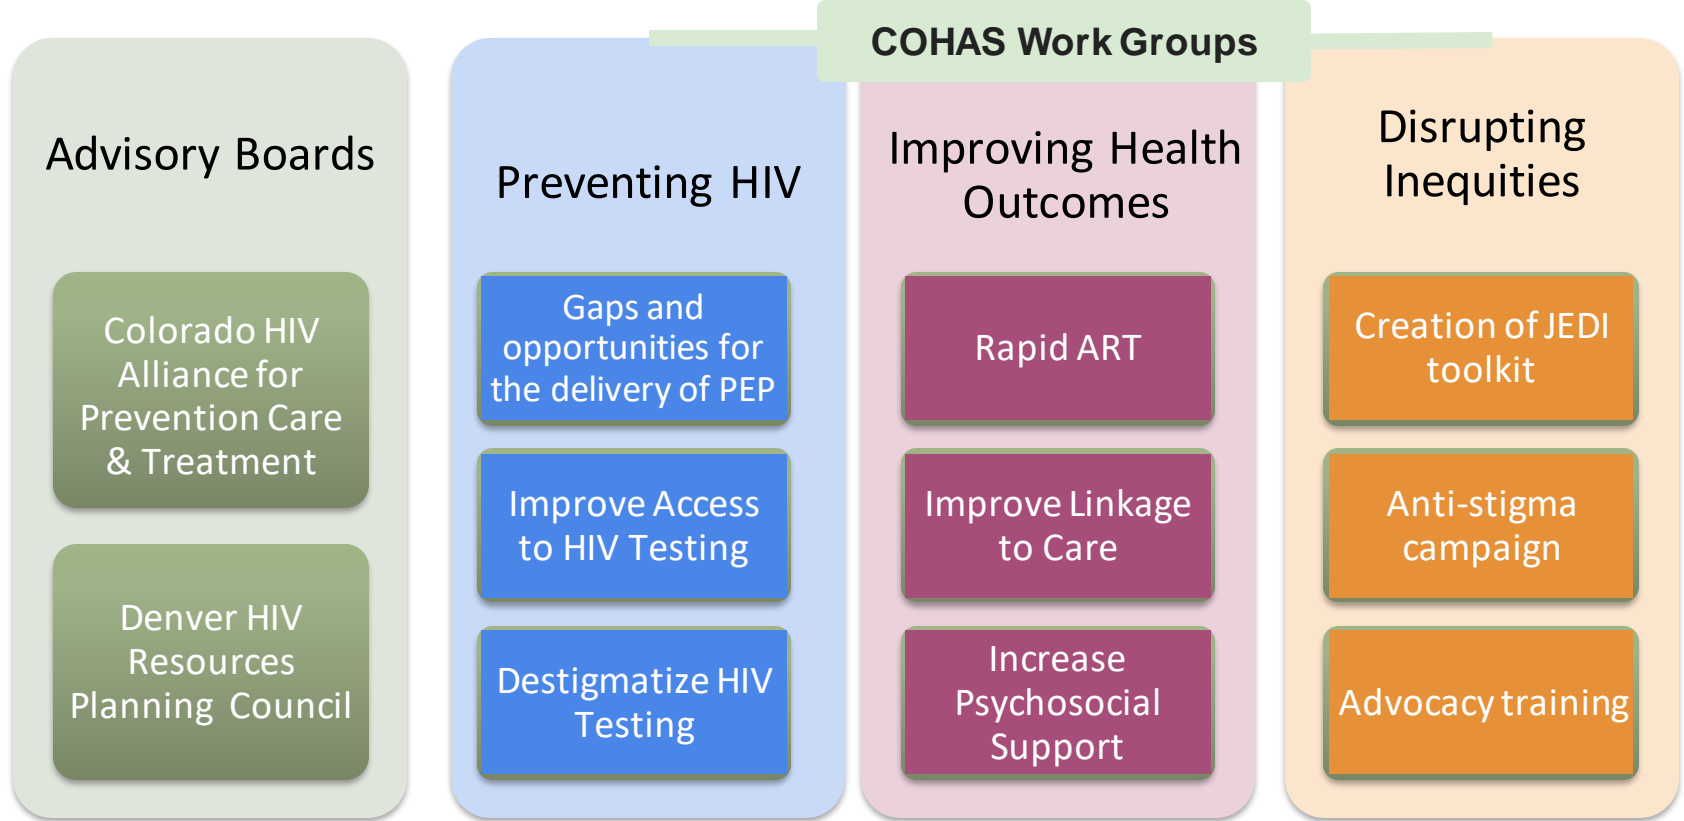 COHAS Work Groups
Advisory Boards
Colorado HIV
Alliance for
Prevention Care
& Treatment
Denver HIV
Resources
Planning Council
Preventing HIV
Gaps and
opportunities for
the delivery of PEP
Improve Access
to HIV Testing
Destigmatize HIV
Testing
Improving Health
Outcomes
Rapid ART
Improve Linkage
to Care
Increase
Psychosocial
Support
Disrupting
Inequities
Creation of JEDI
toolkit
Anti-stigma
campaign
Advocacy training